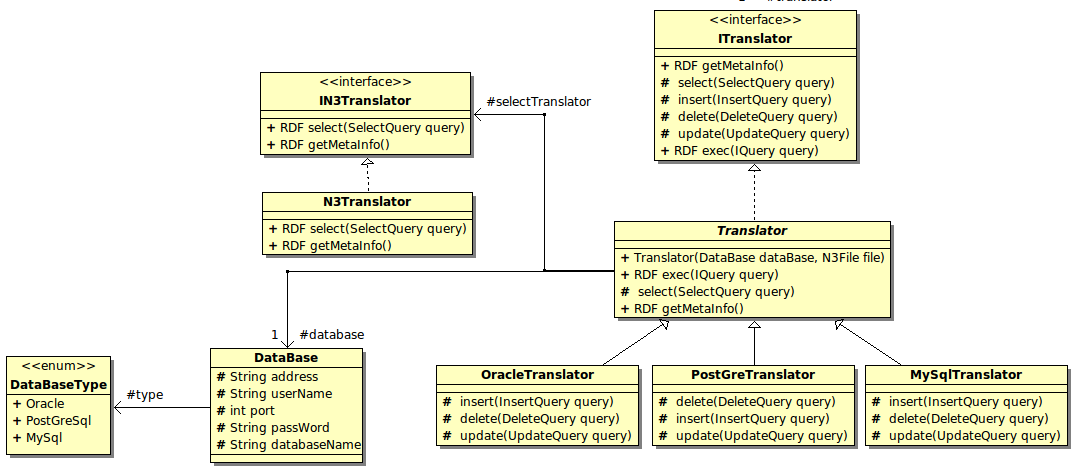 1 #translator
<<interface>>
ITranslator
+ RDF getMetaInfo()
# select(SelectQuery query)
# insert(InsertQuery query)
# delete(DeleteQuery query)
# update(UpdateQuery query)
+ RDF exec(IQuery query)
<<interface>>
IN3Translator
+ RDF select(SelectQuery query)
+ RDF getMetaInfo()
#selectTranslator
N3Translator
+ RDF select(SelectQuery query)
+ RDF getMetaInfo()
Translator
+ Translator(DataBase dataBase, N3File file)
+ RDF exec(IQuery query)
# select(SelectQuery query)
+ RDF getMetaInfo()
1 #database
<<enum>>
DataBaseType
+ Oracle
+ PostGreSql
+ MySql
#type
DataBase
# String address
# String userName
# int port
# String passWord
# String databaseName
OracleTranslator
# insert(InsertQuery query)
# delete(DeleteQuery query)
# update(UpdateQuery query)
PostGreTranslator
# delete(DeleteQuery query)
# insert(InsertQuery query)
# update(UpdateQuery query)
MySqlTranslator
# insert(InsertQuery query)
# delete(DeleteQuery query)
# update(UpdateQuery query)